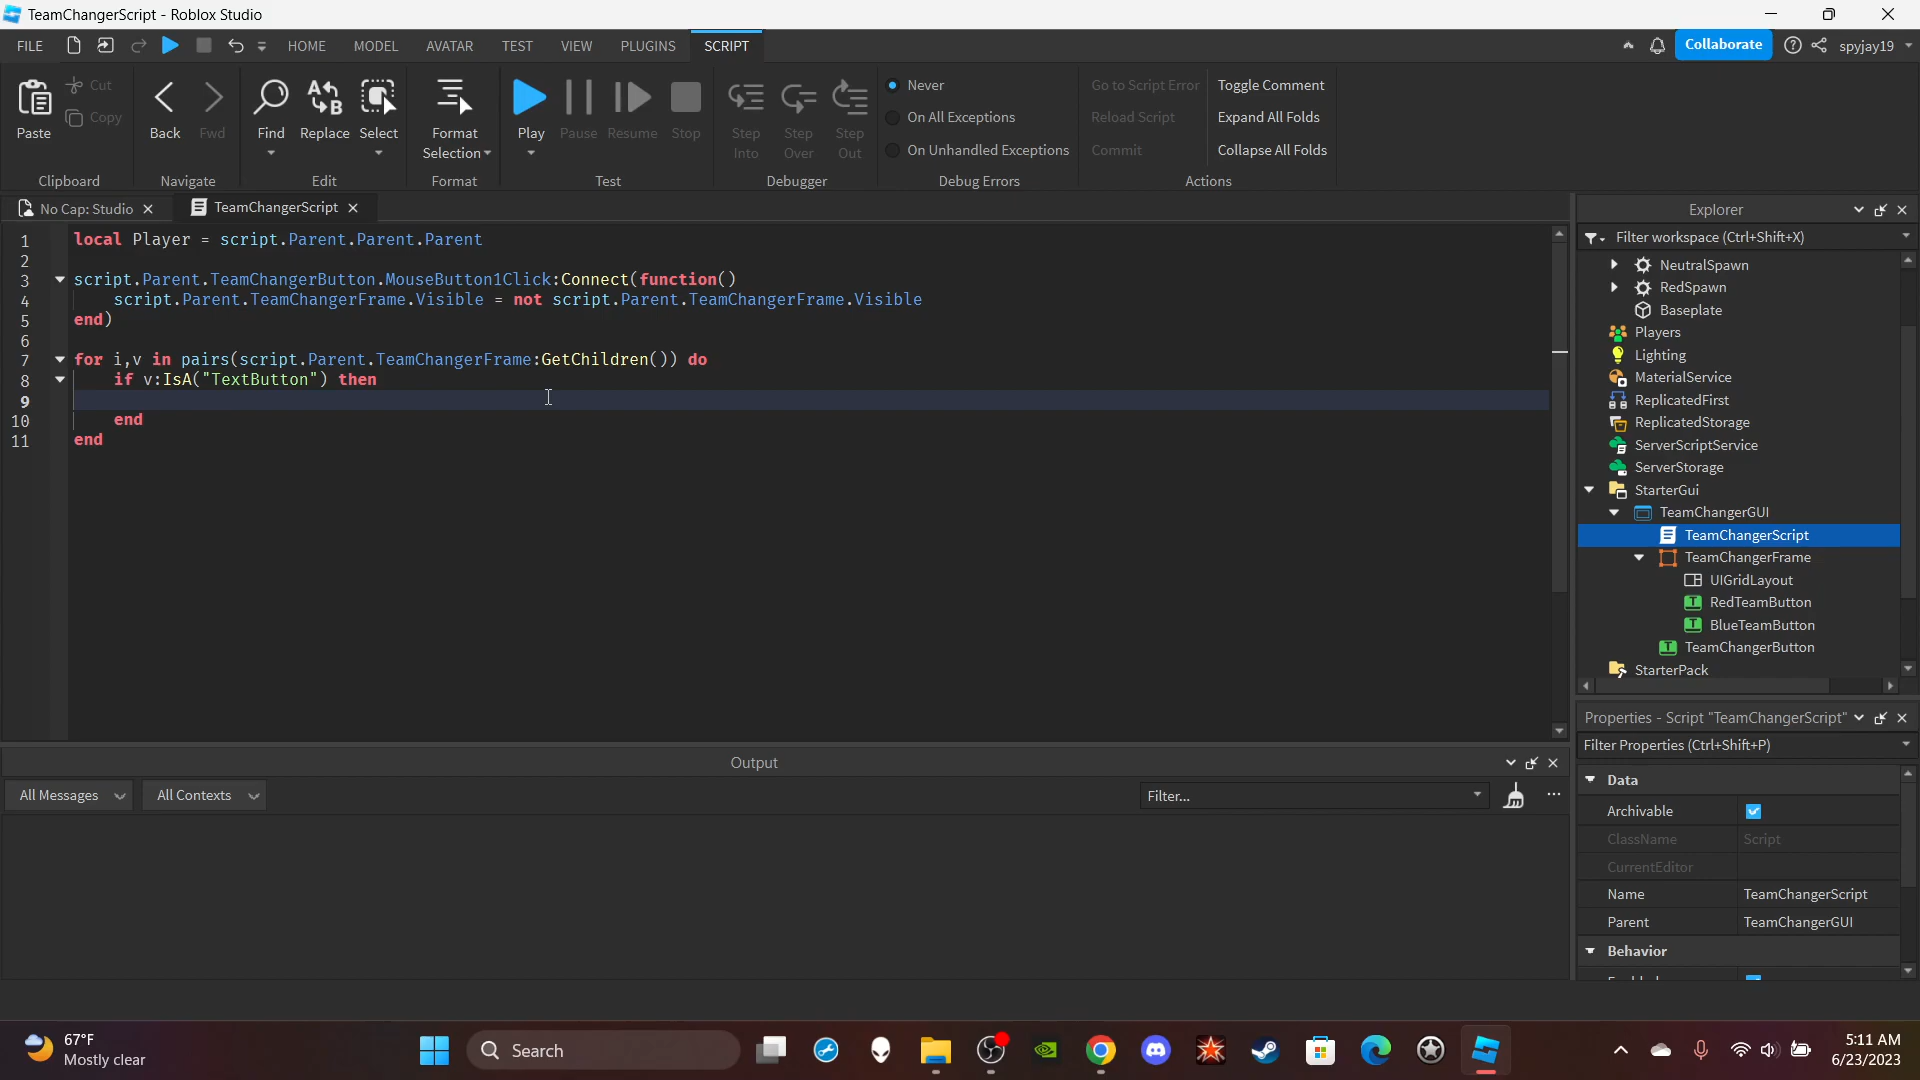 TeamChangerScript - Roblox Studio
FILE HOME MODEL AVATAR TEST VIEW PLUGINS SCRIPT Collaborate spyjay19
Paste Cut Copy
Clipboard
Back Fwd
Navigate
Find Replace Select
Edit
Format Selection
Format
Play Pause Resume Stop
Test
Step Into Step Over Step Out
Debugger
Never
On All Exceptions
On Unhandled Exceptions
Debug Errors
Go to Script Error Toggle Comment
Reload Script Expand All Folds
Commit Collapse All Folds
Actions
No Cap: Studio TeamChangerScript
1 local Player = script.Parent.Parent.Parent
2
3 script.Parent.TeamChangerButton.MouseButton1Click:Connect(function()
4 script.Parent.TeamChangerFrame.Visible = not script.Parent.TeamChangerFrame.Visible
5 end)
6
7 for i,v in pairs(script.Parent.TeamChangerFrame:GetChildren()) do
8 if v:IsA("TextButton") then
9
10 end
11 end
Explorer
Filter workspace (Ctrl+Shift+X)
NeutralSpawn
RedSpawn
Baseplate
Players
Lighting
MaterialService
ReplicatedFirst
ReplicatedStorage
ServerScriptService
ServerStorage
StarterGui
TeamChangerGUI
TeamChangerScript
TeamChangerFrame
UIGridLayout
RedTeamButton
BlueTeamButton
TeamChangerButton
StarterPack
Properties - Script "TeamChangerScript"
Filter Properties (Ctrl+Shift+P)
Data
Archivable
ClassName Script
CurrentEditor
Name TeamChangerScript
Parent TeamChangerGUI
Behavior
Output
All Messages All Contexts Filter...
67°F
Mostly clear
Search
5:11 AM
6/23/2023